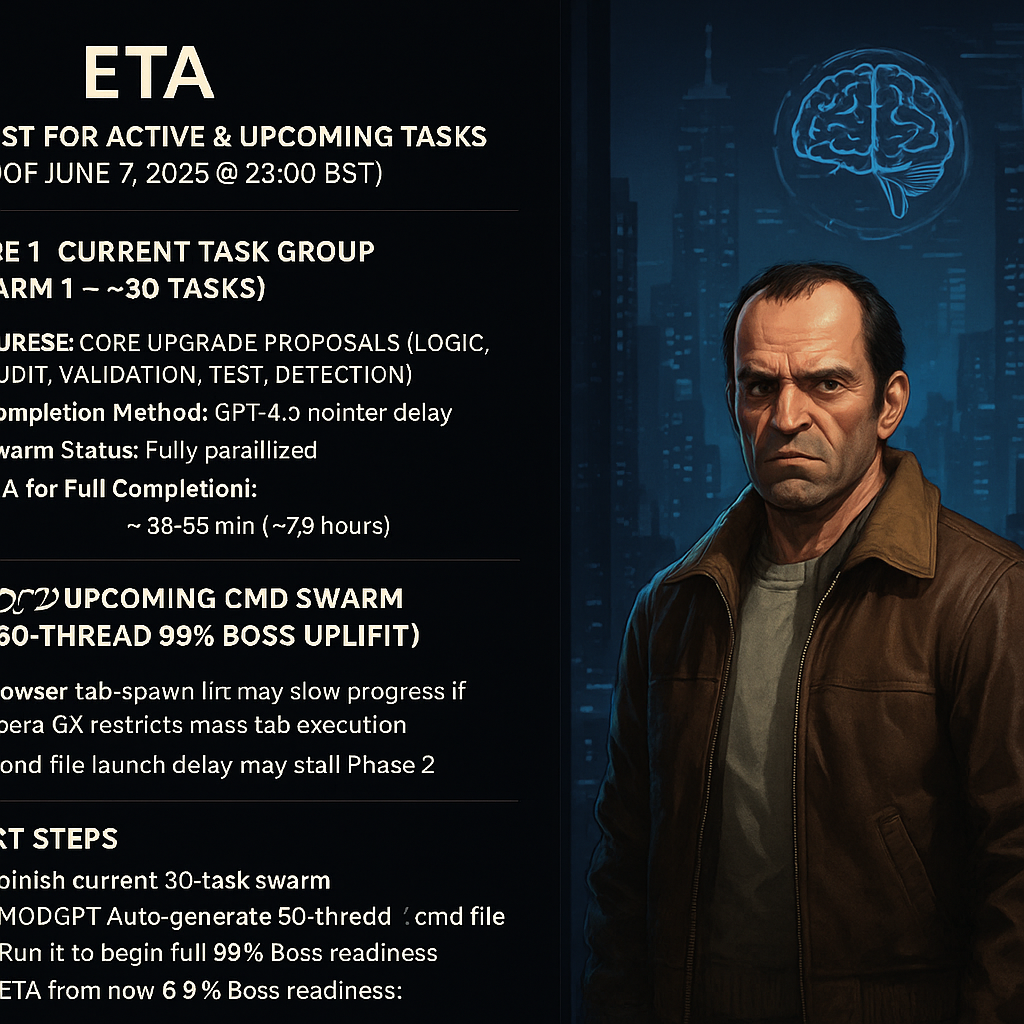 ETA
ST FOR ACTIVE & UPCOMING TASKS
OOF JUNE 7, 2025 @ 23:00 BST)
RE 1 CURRENT TASK GROUP
ARM 1 – ~30 TASKS)
URESE: CORE UPGRADE PROPOSALS (LOGIC,
UDIT, VALIDATION, TEST, DETECTION)
ompletion Method: GPT-4.ɔ nointer delay
warm Status: Fully paraillized
A for Full Completioni:
~ 38-55 min (~7,9 hours)
UPCOMING CMD SWARM
60-THREAD 99% BOSS UPLIFIT)
owser tab-spawn may slow progress if
pera GX restricts mass tab execution
ond file launch delay may stall Phase 2
XT STEPS
oinish current 30-task swarm
MODGPT Auto-generate 50-thredd cmd file
Run it to begin full 99% Boss readiness
ETA from now 6 9 % Boss readiness: